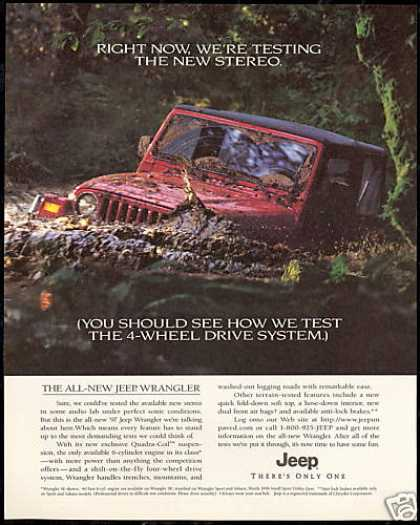 RIGHT NOW, WE'RE TESTING
THE NEW STEREO.
(YOU SHOULD SEE HOW WE TEST
THE 4-WHEEL DRIVE SYSTEM.)
THE ALL-NEW JEEP WRANGLER
Sure, we could've tested the available new stereo
in some audio lab under perfect sonic conditions.
But this is the all-new '97 Jeep Wrangler we're talking
about here. Which means every feature has to stand
up to the most demanding tests we could think of.
With its new exclusive Quadra-Coil™ suspen-
sion, the only available 6-cylinder engine in its class*
—with more power than anything the competition
offers—and a shift-on-the-fly four-wheel drive
system, Wrangler handles trenches, mountains, and
washed-out logging roads with remarkable ease.
Other terrain-tested features include a new
quick fold-down soft top, a hose-down interior, new
dual front air bags† and available anti-lock brakes.**
Log onto our Web site at http://www.jeepun
paved.com or call 1-800-925-JEEP and get more
information on the all-new Wrangler. After all of the
tests we've put it through, its now time to have some fun.
Jeep
®
THERE'S ONLY ONE